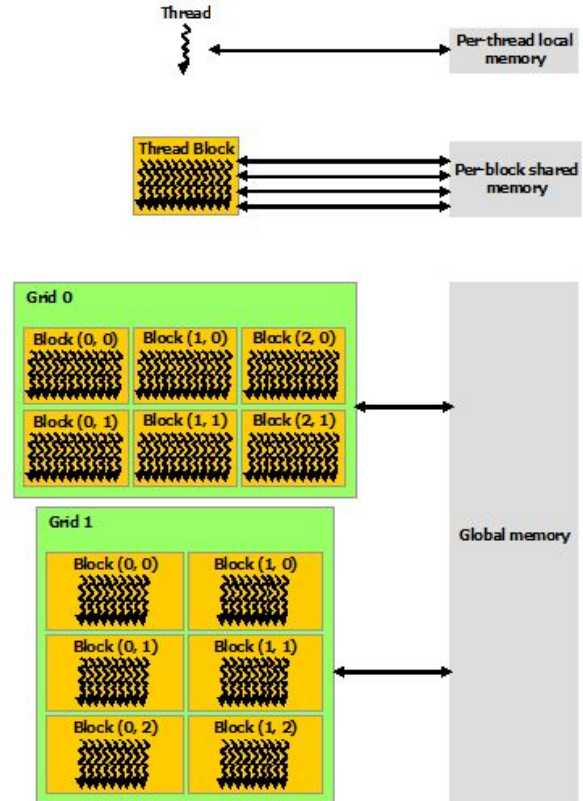 Thread
Per-thread local
memory
Thread Block
Per-block shared
memory
Grid 0
Block (0, 0)
Block (1, 0)
Block (2, 0)
Block (0, 1)
Block (1, 1)
Block (2, 1)
Global memory
Grid 1
Block (0, 0)
Block (1, 0)
Block (0, 1)
Block (1, 1)
Block (0, 2)
Block (1, 2)